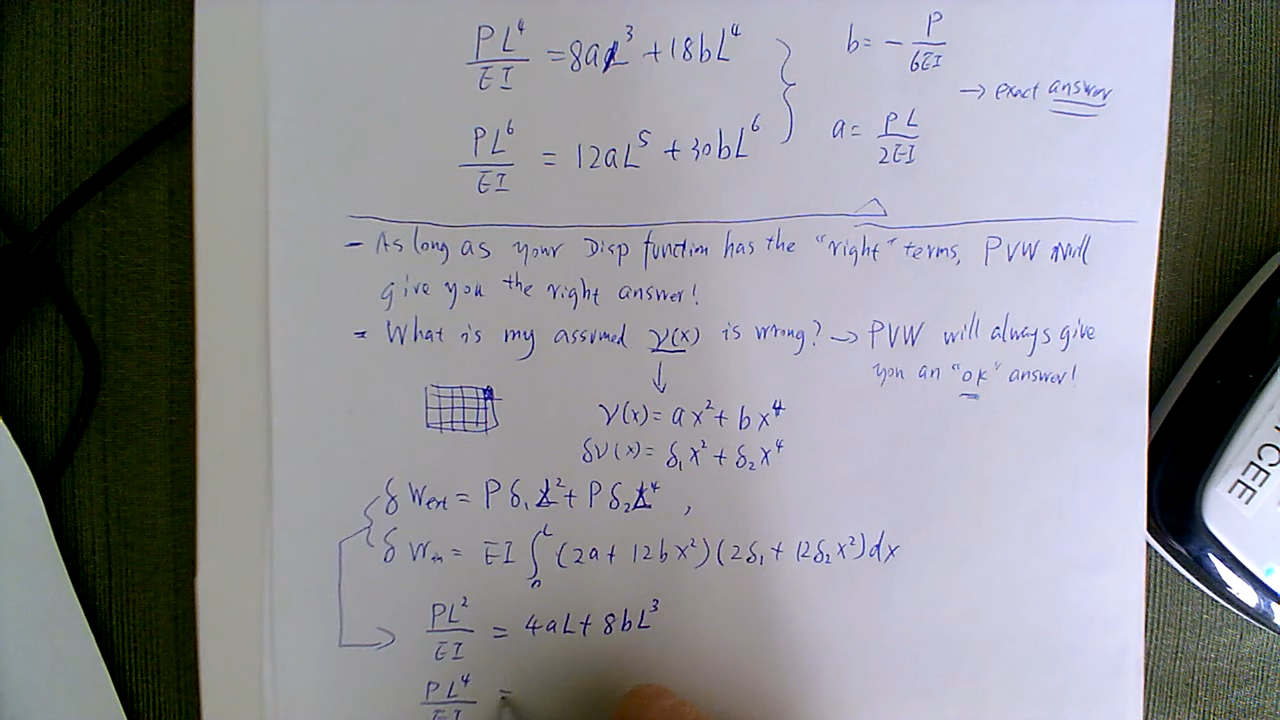 PL⁴/EI = 8aL³ + 18bL⁴
b = - P/6EI
→ exact answer
PL⁶/EI = 12aL⁵ + 30bL⁶
a = PL/2EI
- As long as your Disp function has the "right" terms, PVW will
give you the right answer!
= What is my assumed v(x) is wrong? → PVW will always give
you an "ok" answer!
v(x) = ax² + bx⁴
δv(x) = δ₁x² + δ₂x⁴
δWext = Pδ₁L² + Pδ₂L⁴,
δWin = EI ∫₀ᴸ (2a + 12bx²)(2δ₁ + 12δ₂x²)dx
PL²/EI = 4aL + 8bL³
PL⁴/EI =
CEE